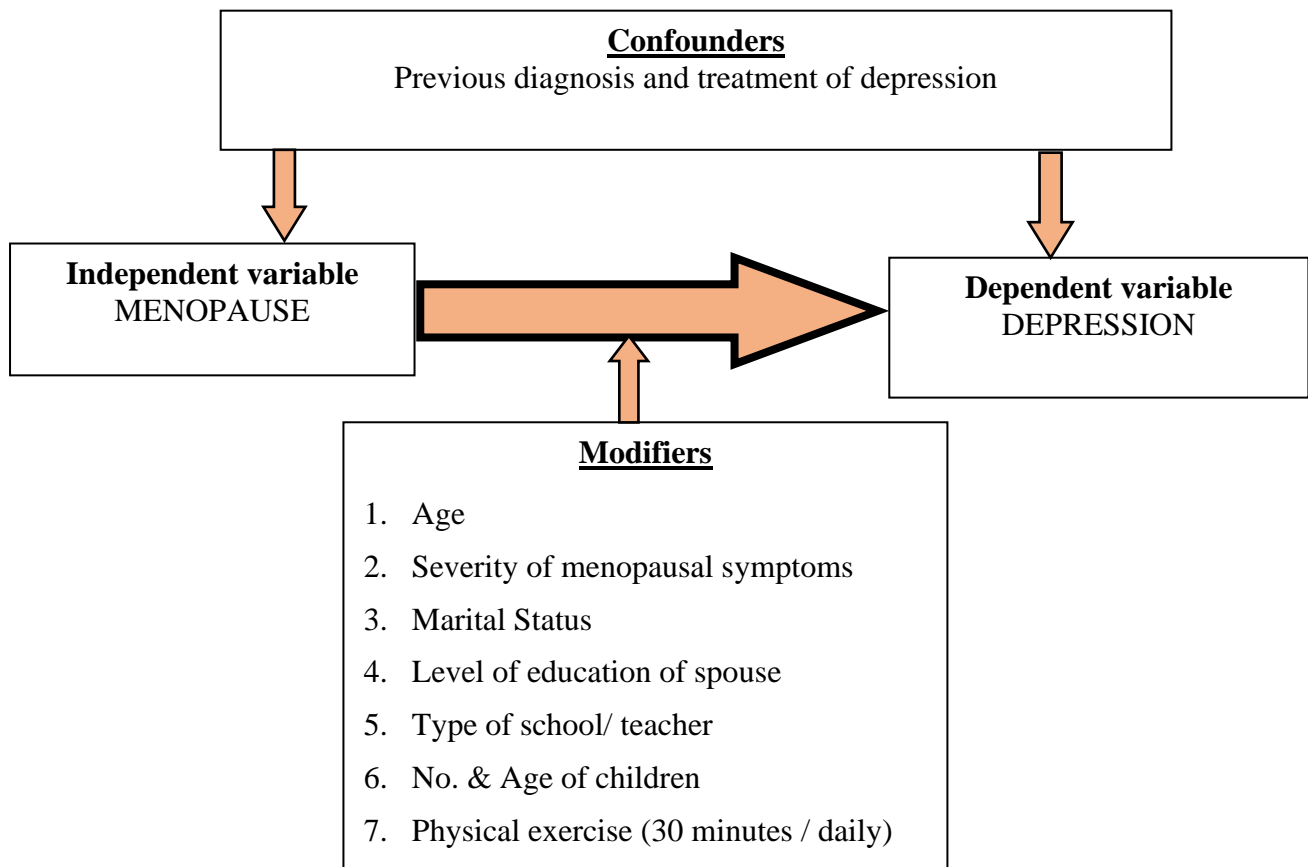 Confounders
Previous diagnosis and treatment of depression
Independent variable
MENOPAUSE
Dependent variable
DEPRESSION
Modifiers
1. Age
2. Severity of menopausal symptoms
3. Marital Status
4. Level of education of spouse
5. Type of school/ teacher
6. No. & Age of children
7. Physical exercise (30 minutes / daily)